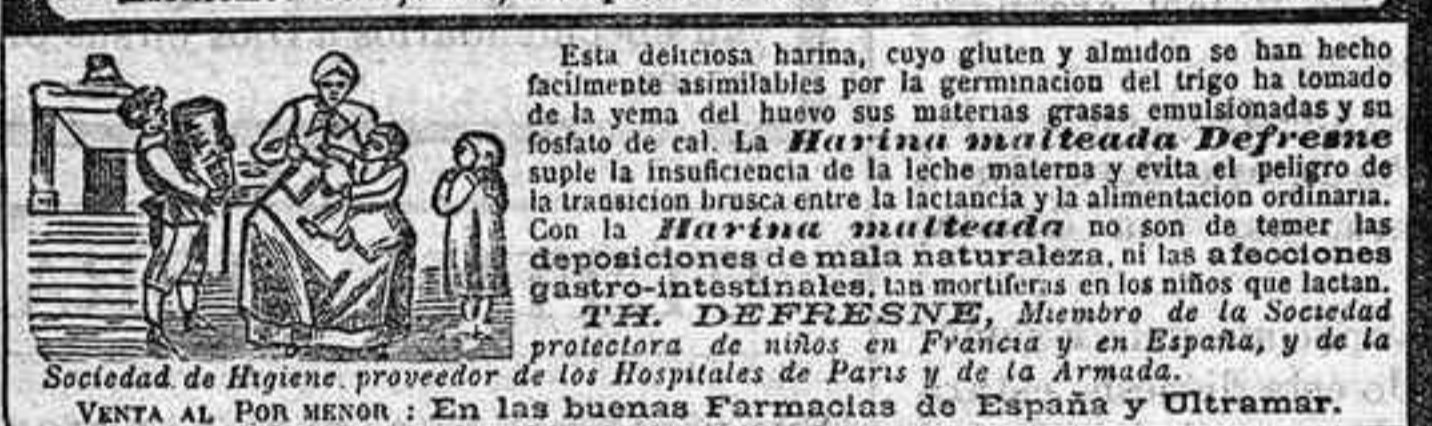 Esta deliciosa harina, cuyo gluten y almidon se han hecho
facilmente asimilables por la germinacion del trigo ha tomado
de la yema del huevo sus materias grasas emulsionadas y su
fosfato de cal. La Harina malteada Defresne
suple la insuficiencia de la leche materna y evita el peligro de
la transicion brusca entre la lactancia y la alimentacion ordinaria.
Con la Harina malteada no son de temer las
deposiciones de mala naturaleza, ni las afecciones
gastro-intestinales, tan mortiferas en los niños que lactan.
TH. DEFRESNE, Miembro de la Sociedad
protectora de niños en Francia y en España, y de la
Sociedad de Higiene, proveedor de los Hospitales de Paris y de la Armada.
VENTA AL POR MENOR : En las buenas Farmacias de España y Ultramar.